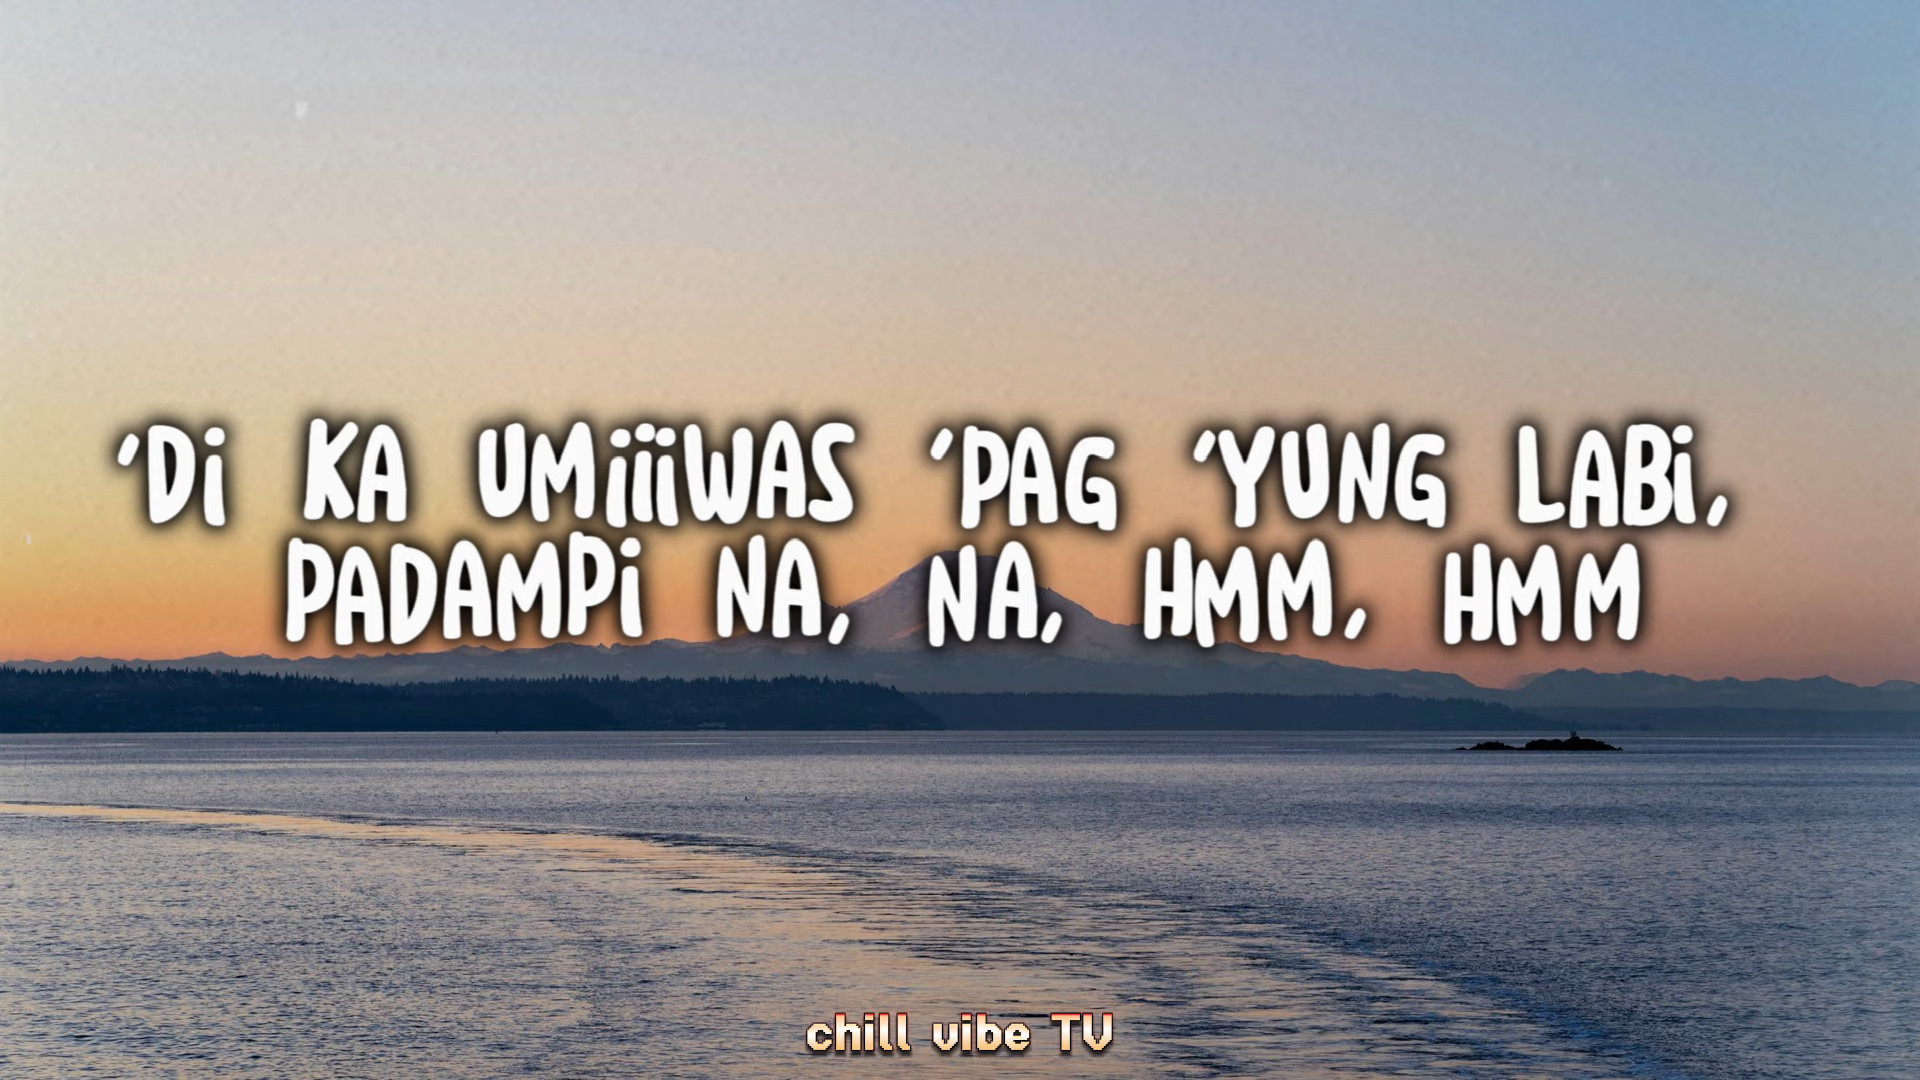 'Di KA UMiiiWAS 'PAG 'YUNG LABi,
PADAMPi NA, NA, HMM, HMM
chill vibe TV